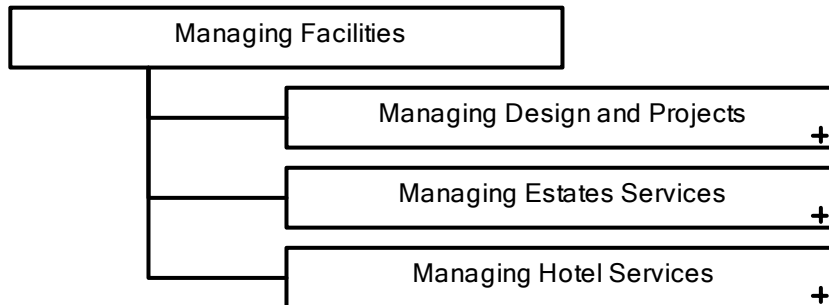 Managing Facilities
Managing Design and Projects
+
Managing Estates Services
+
Managing Hotel Services
+